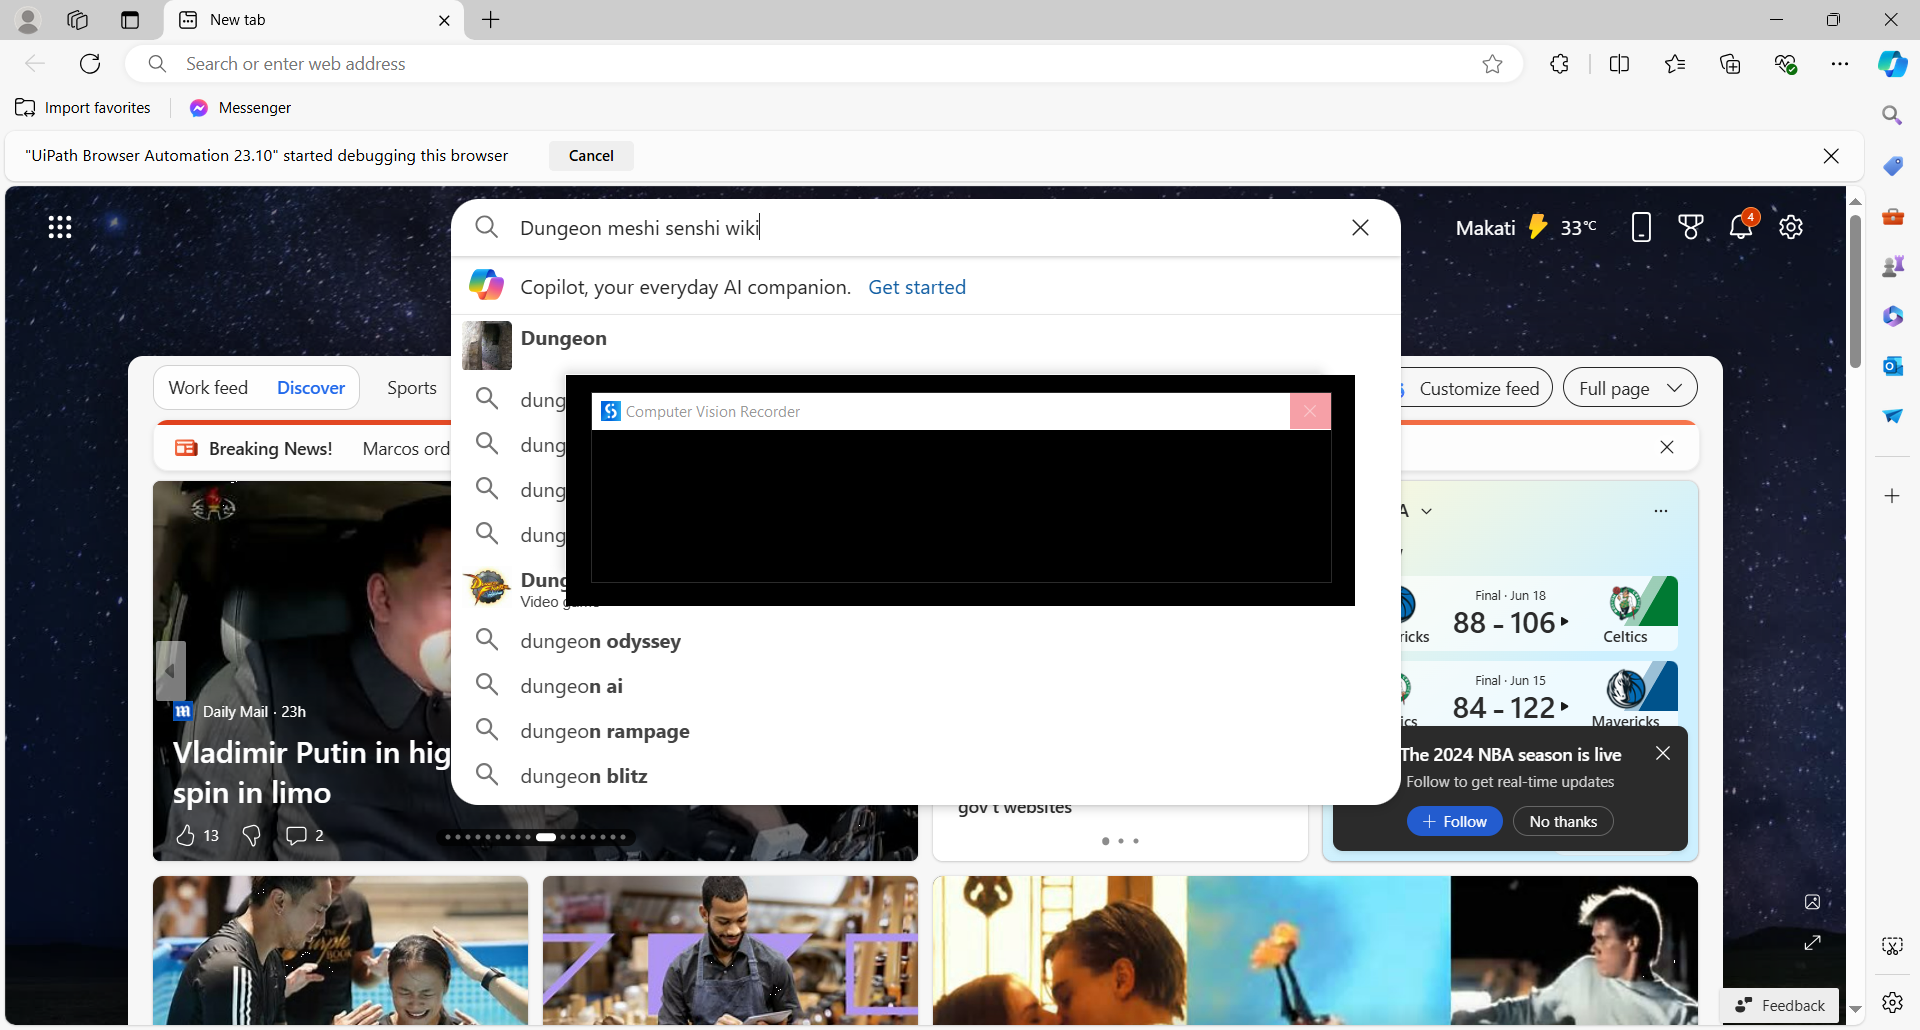 New tab
Search or enter web address
Import favorites
Messenger
"UiPath Browser Automation 23.10" started debugging this browser
Cancel
Dungeon meshi senshi wiki
Makati
33°C
4
Copilot, your everyday AI companion. Get started
Dungeon
Work feed
Discover
Sports
dung
Computer Vision Recorder
Customize feed
Full page
Breaking News!
Marcos ord
dung
dung
A
dung
Dung
Video
Final · Jun 18
88 - 106
ricks
Celtics
dungeon odyssey
Final · Jun 15
84 - 122
ics
Mavericks
dungeon ai
Daily Mail · 23h
dungeon rampage
Vladimir Putin in hig
spin in limo
dungeon blitz
The 2024 NBA season is live
Follow to get real-time updates
Follow
No thanks
gov't websites
13
2
Feedback